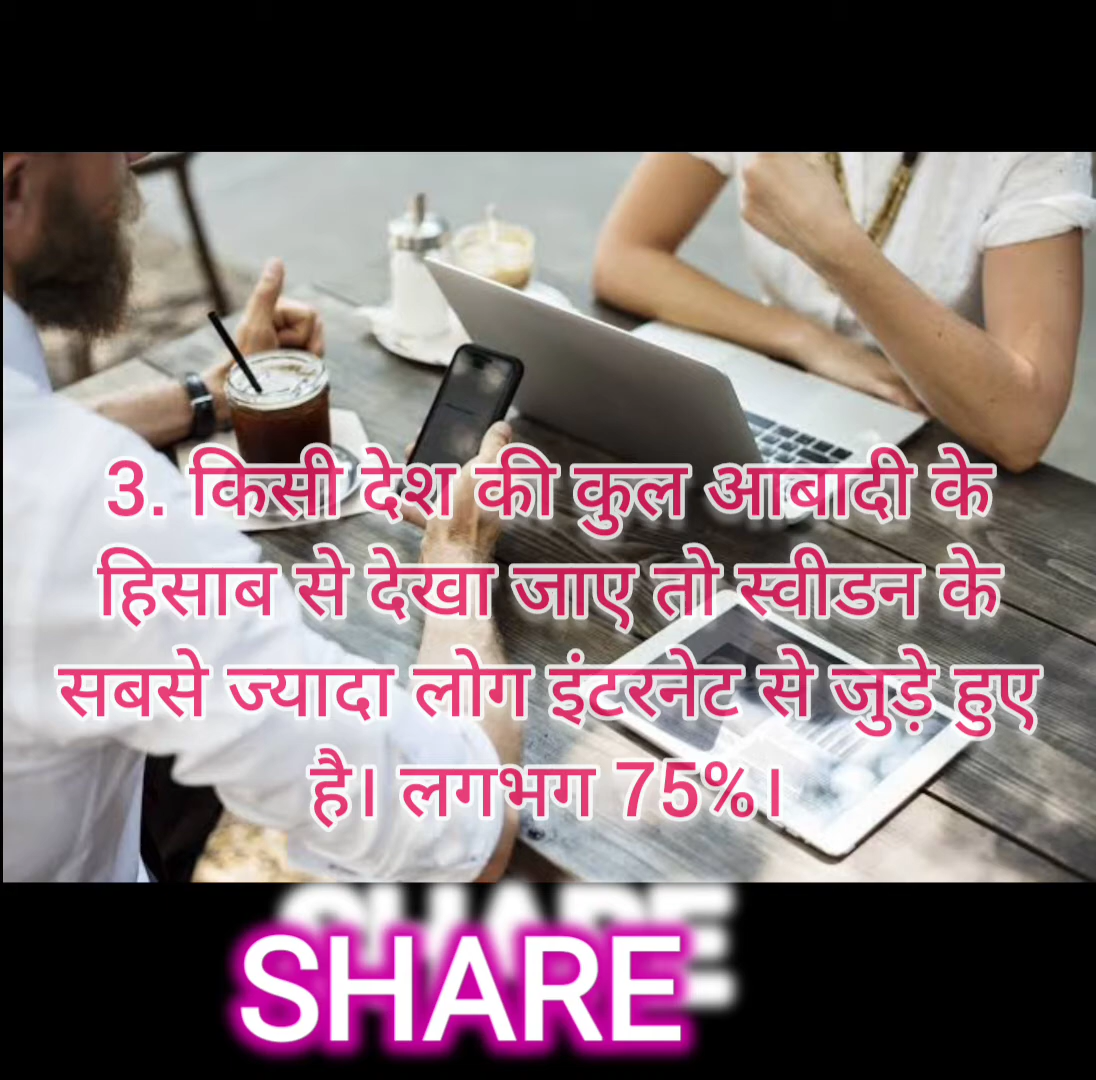 3. किसी देश की कुल आबादी के
हिसाब से देखा जाए तो स्वीडन के
सबसे ज्यादा लोग इंटरनेट से जुड़े हुए
है। लगभग 75%।
SHARE